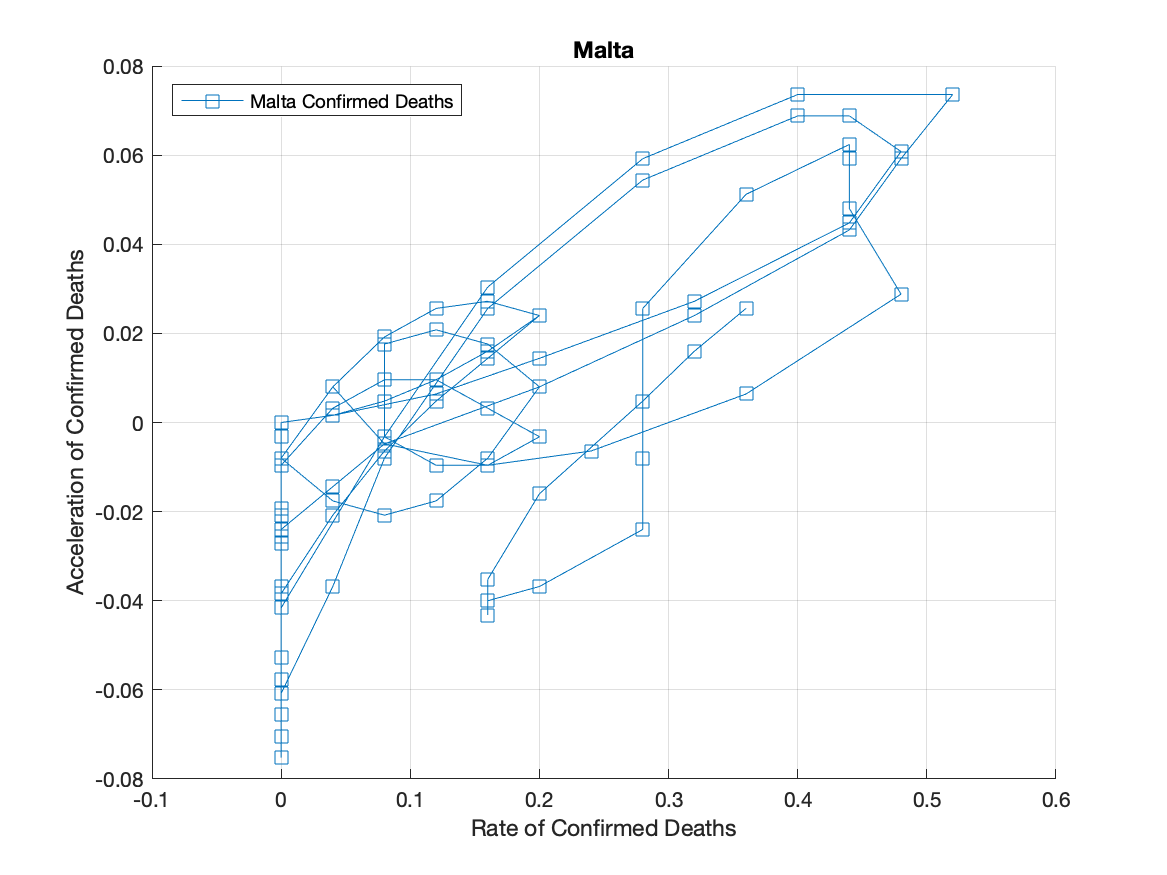 Malta
Malta Confirmed Deaths
0.08
0.06
0.04
0.02
0
-0.02
-0.04
-0.06
-0.08
Acceleration of Confirmed Deaths
-0.1 0 0.1 0.2 0.3 0.4 0.5 0.6
Rate of Confirmed Deaths